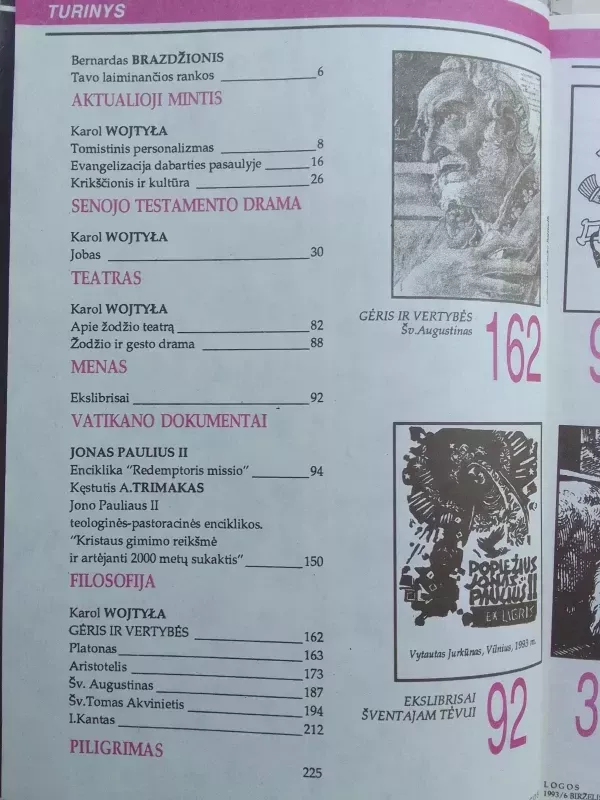 TURINYS
Bernardas BRAZDŽIONIS
Tavo laiminančios rankos 6
AKTUALIOJI MINTIS
Karol WOJTYŁA
Tomistinis personalizmas 8
Evangelizacija dabarties pasaulyje 16
Krikščionis ir kultūra 26
SENOJO TESTAMENTO DRAMA
Karol WOJTYŁA
Jobas 30
TEATRAS
Karol WOJTYŁA
Apie žodžio teatrą 82
Žodžio ir gesto drama 88
MENAS
Ekslibrisai 92
VATIKANO DOKUMENTAI
JONAS PAULIUS II
Enciklika "Redemptoris missio" 94
Kęstutis A.TRIMAKAS
Jono Pauliaus II
teologinės-pastoracinės enciklikos.
"Kristaus gimimo reikšmė
ir artėjanti 2000 metų sukaktis" 150
FILOSOFIJA
Karol WOJTYŁA
GĖRIS IR VERTYBĖS 162
Platonas 163
Aristotelis 173
Šv. Augustinas 187
Šv.Tomas Akvinietis 194
I.Kantas 212
PILIGRIMAS
225
GĖRIS IR VERTYBĖS
Šv.Augustinas
162
POPIEŽIUS
JONAS
PAULIUS II
EX LIBRIS
Vytautas Jurkūnas, Vilnius, 1993 m.
EKSLIBRISAI
ŠVENTAJAM TĖVUI
92
9
3
LOGOS
1993/6 BIRŽELIS